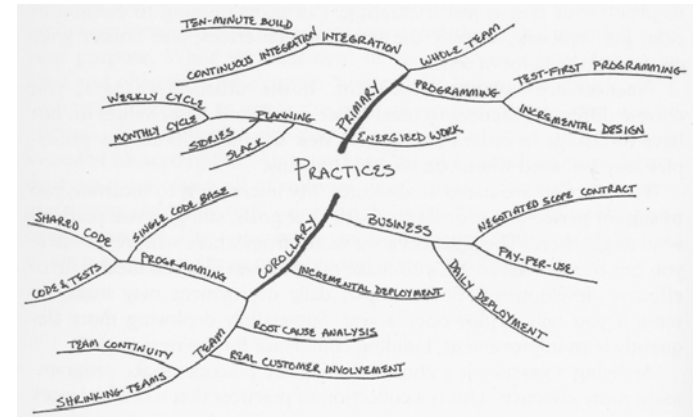 TEN-MINUTE BUILD
CONTINUOUS INTEGRATION
INTEGRATION
WHOLE TEAM
PROGRAMMING
TEST-FIRST PROGRAMMING
INCREMENTAL DESIGN
PRIMARY
WEEKLY CYCLE
MONTHLY CYCLE
PLANNING
STORIES
SLACK
ENERGIZED WORK
PRACTICES
SHARED CODE
SINGLE CODE BASE
CODE & TESTS
PROGRAMMING
COROLLARY
BUSINESS
NEGOTIATED SCOPE CONTRACT
PAY-PER-USE
DAILY DEPLOYMENT
INCREMENTAL DEPLOYMENT
ROOT CAUSE ANALYSIS
TEAM
TEAM CONTINUITY
REAL CUSTOMER INVOLVEMENT
SHRINKING TEAMS